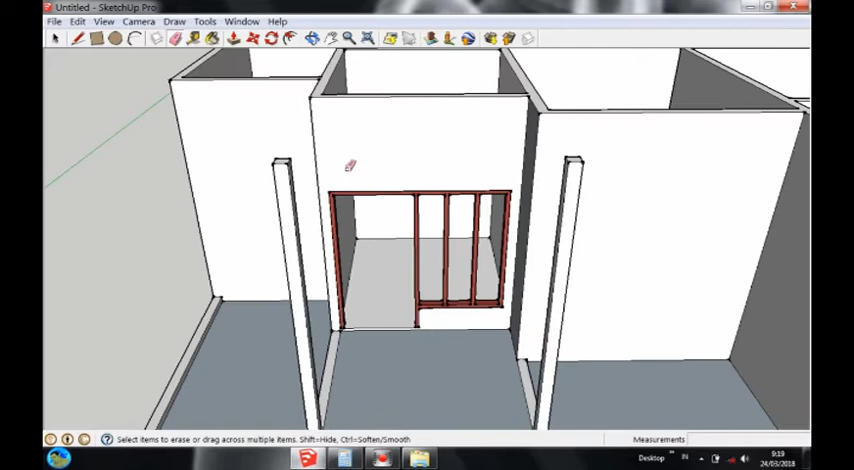 Untitled - SketchUp Pro
File Edit View Camera Draw Tools Window Help
Select items to erase or drag across multiple items. Shift=Hide, Ctrl=Soften/Smooth
Measurements
Desktop
IN
9:19
24/03/2018